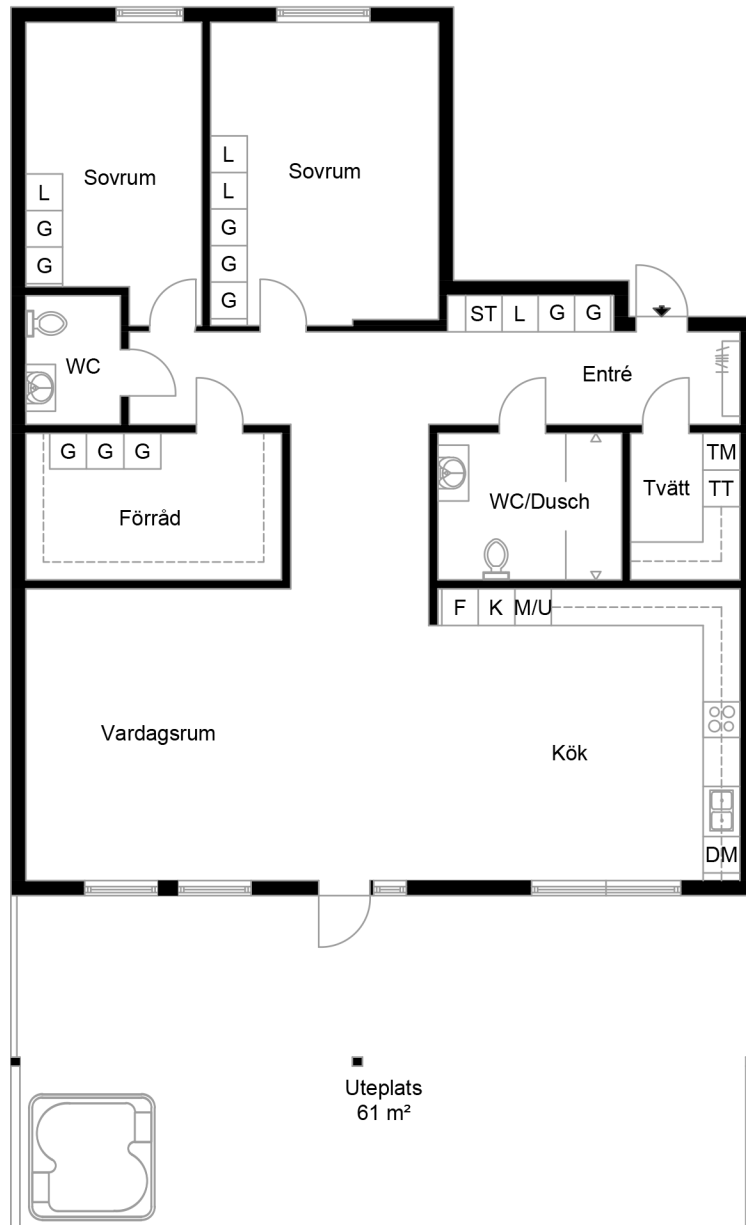 Sovrum
L
G
G
L
L
G
G
G
Sovrum
ST
L
G
G
WC
Entré
G
G
G
Förråd
WC/Dusch
Tvätt
TM
TT
F
K
M/U
Vardagsrum
Kök
DM
Uteplats
61 m²